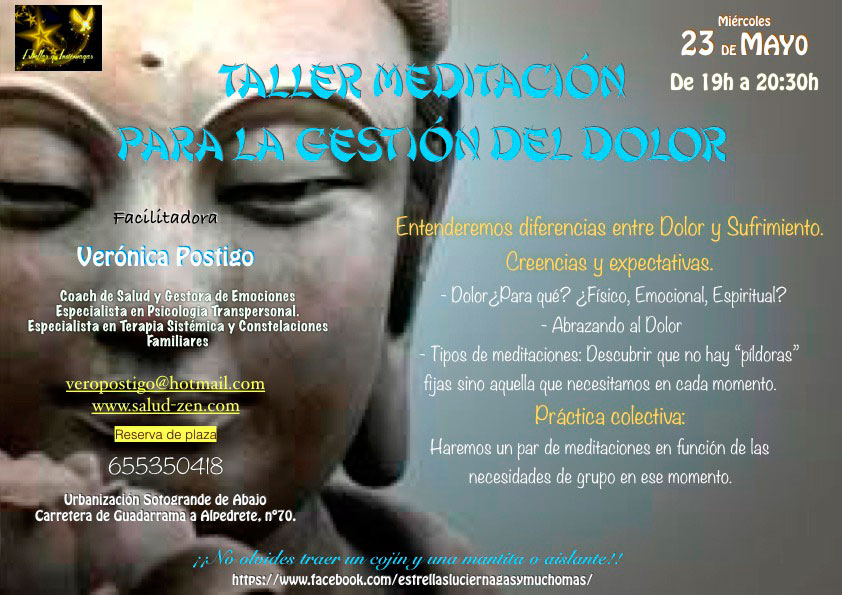 Estrellas y Luciérnagas
Miércoles
23 DE MAYO
De 19h a 20:30h
TALLER MEDITACIÓN
PARA LA GESTIÓN DEL DOLOR
Facilitadora
Verónica Postigo
Coach de Salud y Gestora de Emociones
Especialista en Psicología Transpersonal.
Especialista en Terapia Sistémica y Constelaciones
Familiares
veropostigo@hotmail.com
www.salud-zen.com
Reserva de plaza
655350418
Urbanización Sotogrande de Abajo
Carretera de Guadarrama a Alpedrete, nº70.
Entenderemos diferencias entre Dolor y Sufrimiento.
Creencias y expectativas.
- Dolor¿Para qué? ¿Físico, Emocional, Espiritual?
- Abrazando al Dolor
- Tipos de meditaciones: Descubrir que no hay “píldoras”
fijas sino aquella que necesitamos en cada momento.
Práctica colectiva:
Haremos un par de meditaciones en función de las
necesidades de grupo en ese momento.
¡¡No olvides traer un cojín y una mantita o aislante!!
https://www.facebook.com/estrellasluciernagasymuchomas/